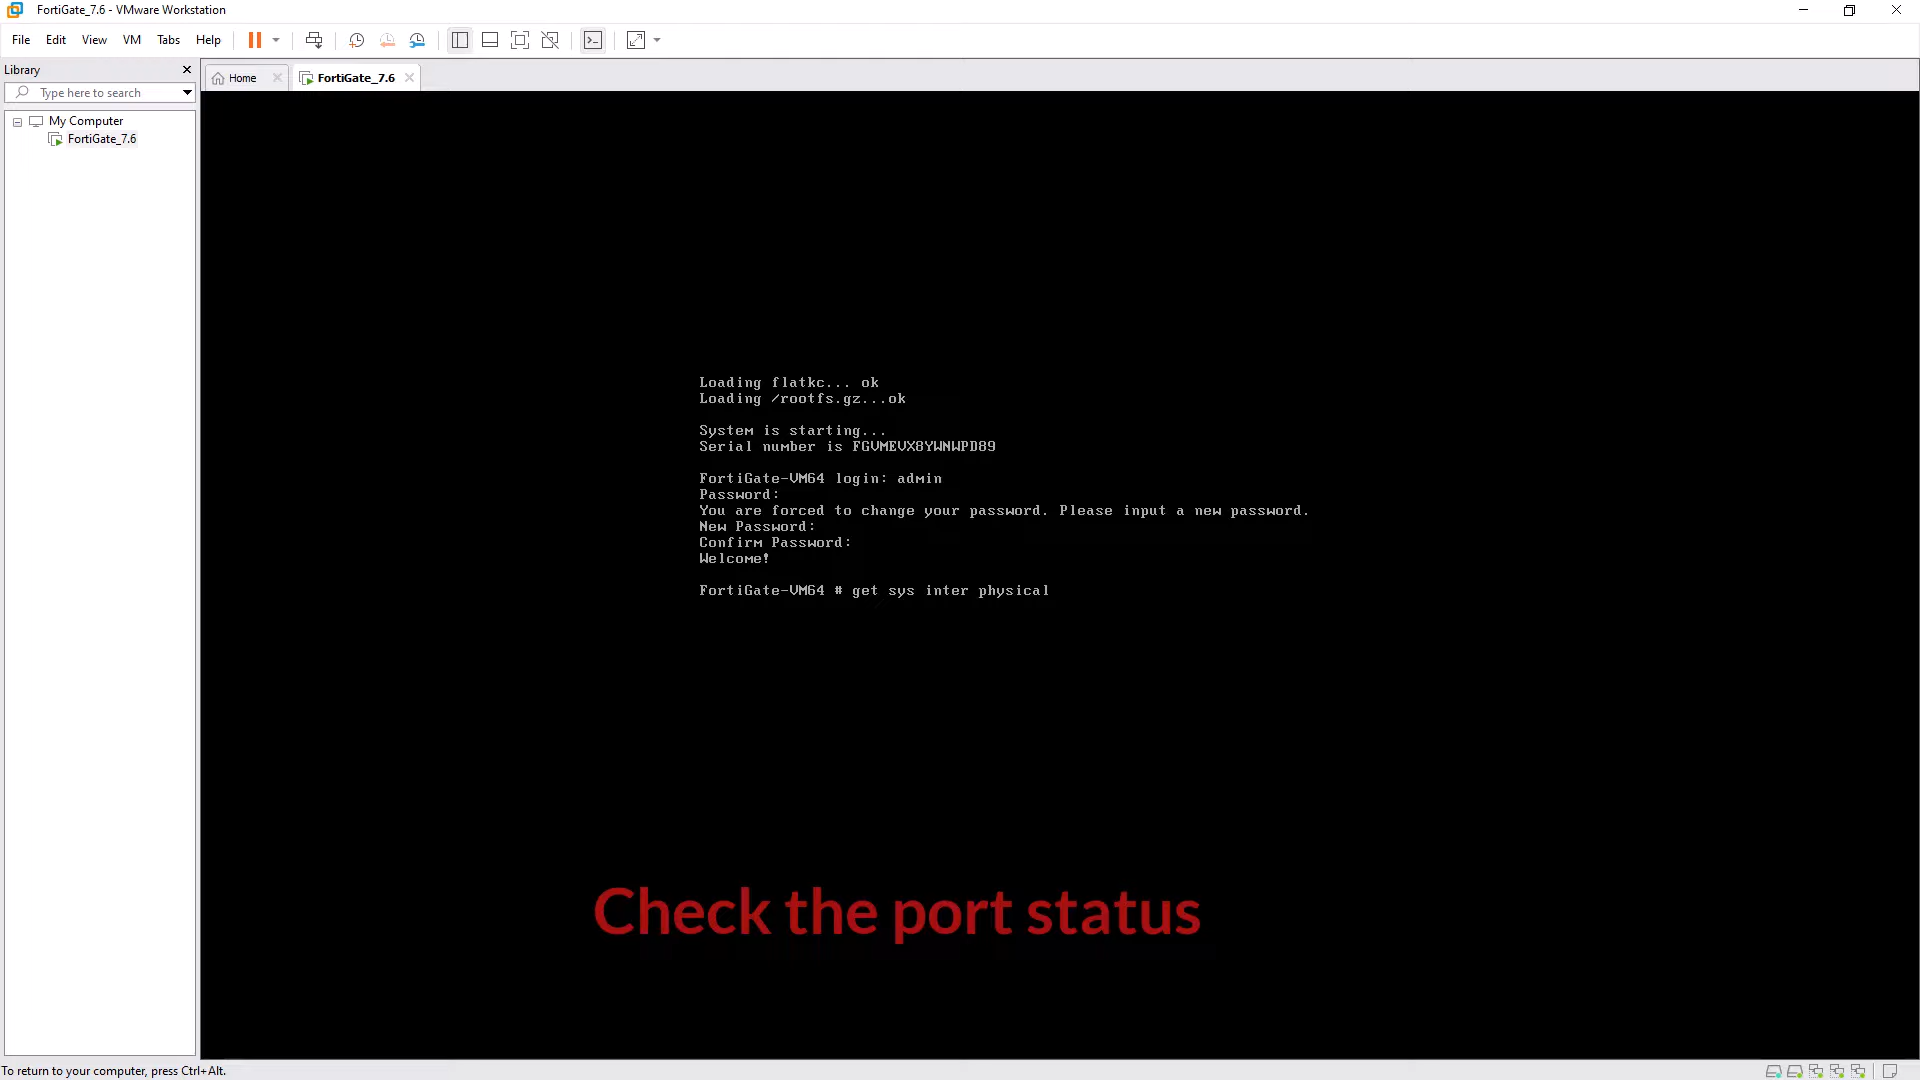 FortiGate_7.6 - VMware Workstation
File Edit View VM Tabs Help
Library
Home
FortiGate_7.6
Type here to search
My Computer
FortiGate_7.6
Loading flatkc... ok
Loading /rootfs.gz...ok
System is starting...
Serial number is FGVMEVX8YWNWPD89
FortiGate-VM64 login: admin
Password:
You are forced to change your password. Please input a new password.
New Password:
Confirm Password:
Welcome!
FortiGate-VM64 # get sys inter physical
Check the port status
To return to your computer, press Ctrl+Alt.